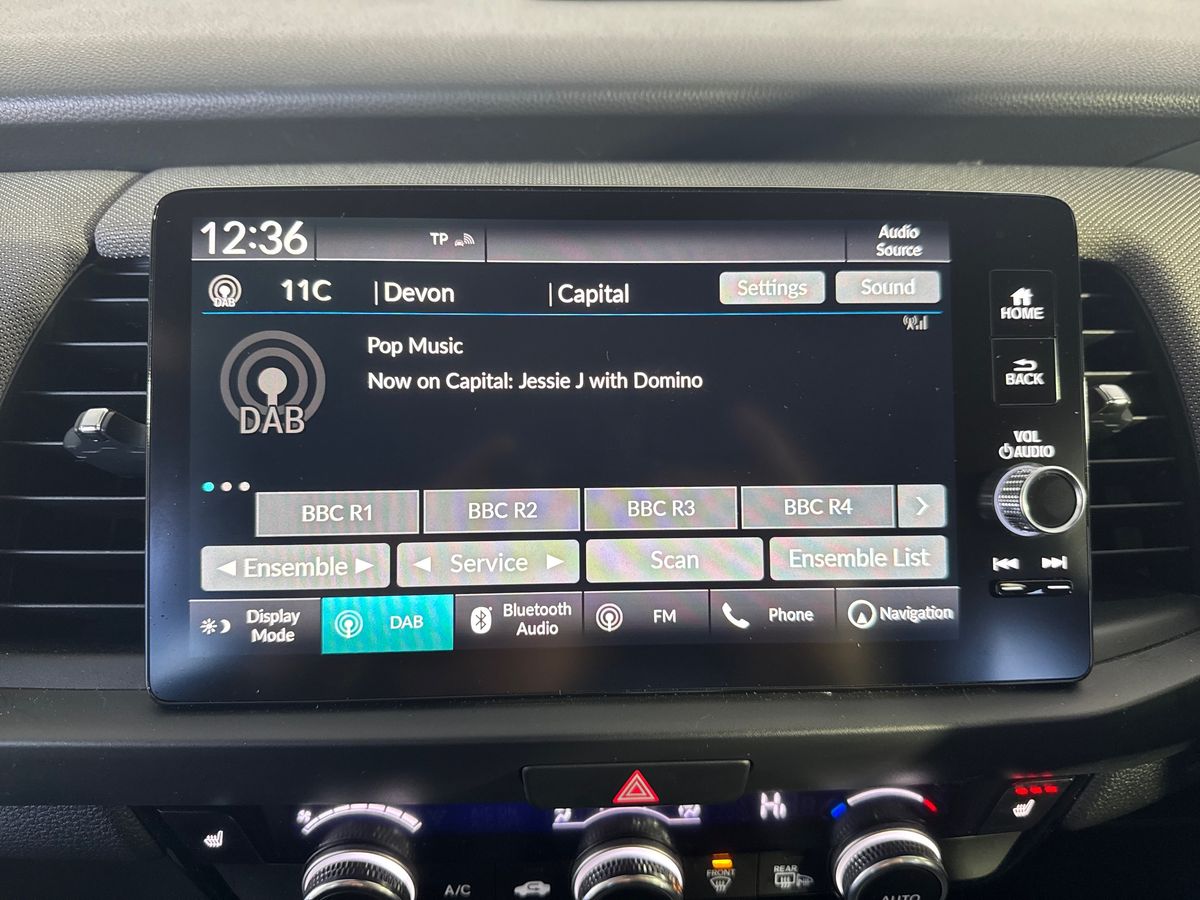 12:36
TP
Audio
Source
DAB
11C
|Devon
|Capital
Settings
Sound
HOME
Pop Music
Now on Capital: Jessie J with Domino
DAB
BACK
VOL
AUDIO
BBC R1
BBC R2
BBC R3
BBC R4
Ensemble
Service
Scan
Ensemble List
Display
Mode
DAB
Bluetooth
Audio
FM
Phone
Navigation
Hi
A/C
FRONT
REAR
AUTO